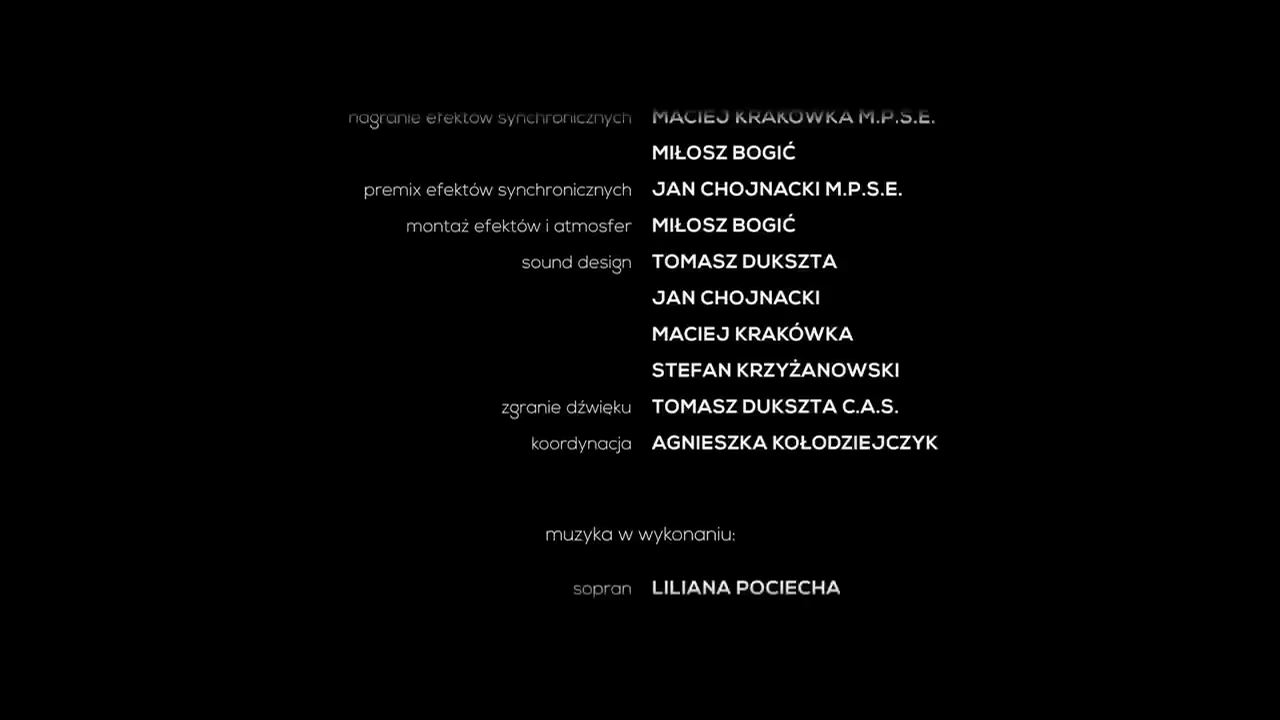 nagranie efektów synchronicznych MACIEJ KRAKÓWKA M.P.S.E.
MIŁOSZ BOGIĆ
premix efektów synchronicznych JAN CHOJNACKI M.P.S.E.
montaż efektów i atmosfer MIŁOSZ BOGIĆ
sound design TOMASZ DUKSZTA
JAN CHOJNACKI
MACIEJ KRAKÓWKA
STEFAN KRZYŻANOWSKI
zgranie dźwięku TOMASZ DUKSZTA C.A.S.
koordynacja AGNIESZKA KOŁODZIEJCZYK
muzyka w wykonaniu:
sopran LILIANA POCIECHA